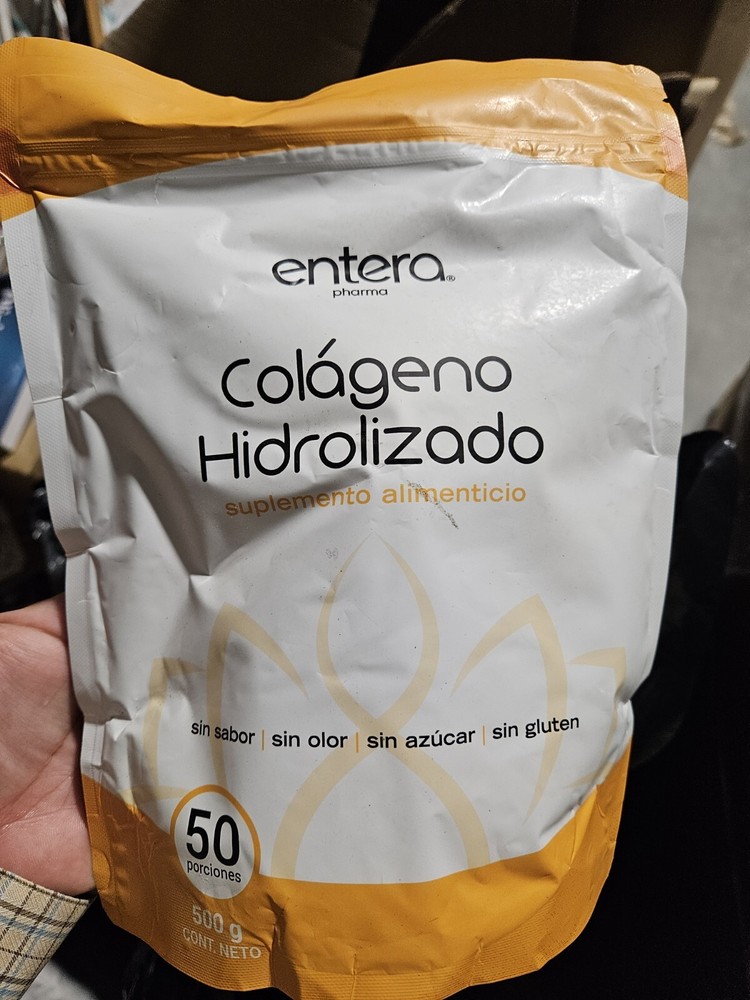 entera®
pharma
Colágeno
Hidrolizado
suplemento alimenticio
sin sabor | sin olor | sin azúcar | sin gluten
50
porciones
500 g
CONT. NETO